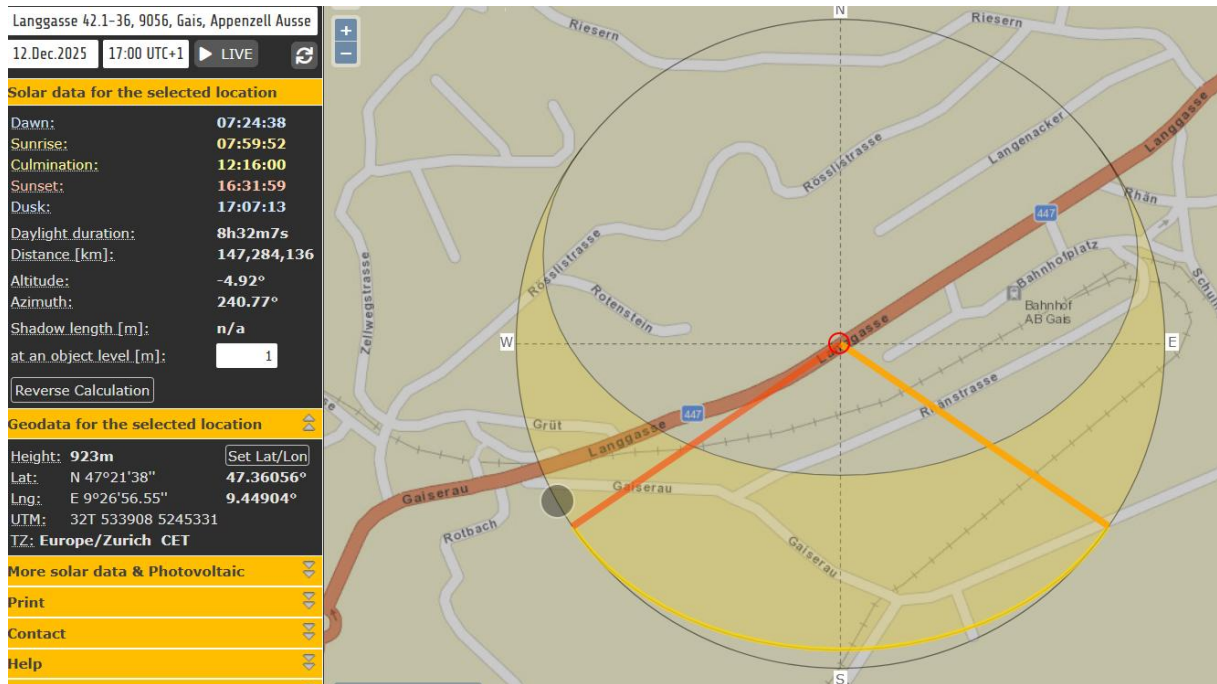 Langgasse 42.1-36, 9056, Gais, Appenzell Ausse
12.Dec.2025 17:00 UTC+1 LIVE
Solar data for the selected location
Dawn: 07:24:38
Sunrise: 07:59:52
Culmination: 12:16:00
Sunset: 16:31:59
Dusk: 17:07:13
Daylight duration: 8h32m7s
Distance [km]: 147,284,136
Altitude: -4.92°
Azimuth: 240.77°
Shadow length [m]: n/a
at an object level [m]: 1
Reverse Calculation
Geodata for the selected location
Height: 923m Set Lat/Lon
Lat: N 47°21'38'' 47.36056°
Lng: E 9°26'56.55'' 9.44904°
UTM: 32T 533908 5245331
TZ: Europe/Zurich CET
More solar data & Photovoltaic
Print
Contact
Help
+
−
N
Riesern
Riesern
Langgasse
Langenacker
Rösslistrasse
Rhän
447
Bahnhofplatz
Rösslistrasse
Zellwegstrasse
Rotenstein
Bahnhof
AB Gais
Schul
W
Langgasse
E
Rhänstrasse
447
Grüt
Langgasse
Gaiserau
Gaiserau
Rotbach
Gaiserau
S